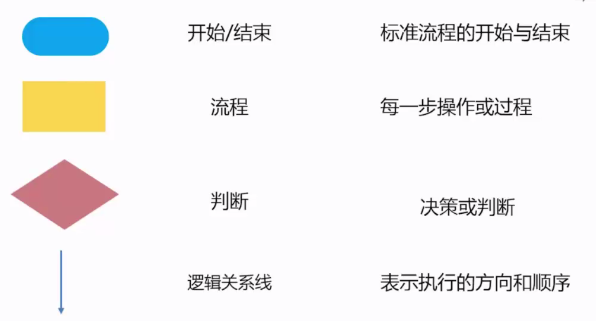 开始/结束 标准流程的开始与结束
流程 每一步操作或过程
判断 决策或判断
逻辑关系线 表示执行的方向和顺序